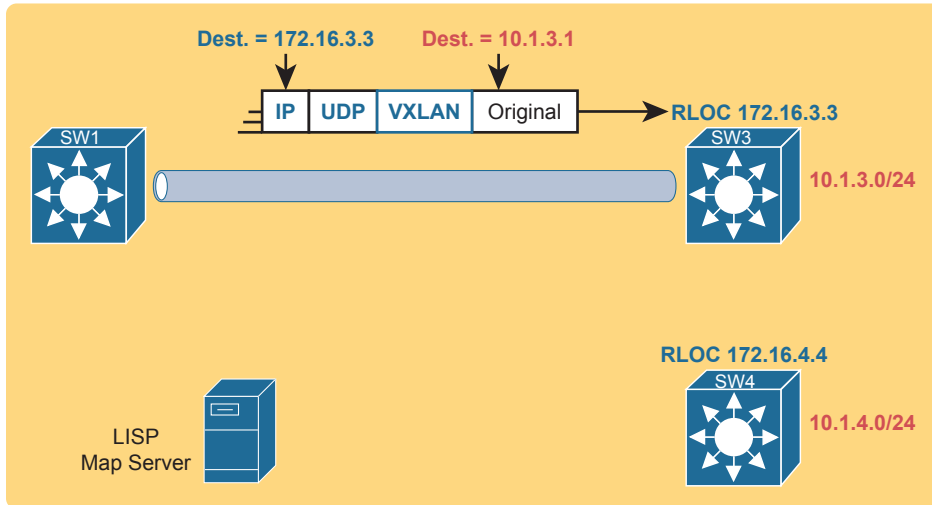 Dest. = 172.16.3.3 Dest. = 10.1.3.1
IP UDP VXLAN Original
RLOC 172.16.3.3
SW1
SW3
10.1.3.0/24
RLOC 172.16.4.4
SW4
10.1.4.0/24
LISP
Map Server